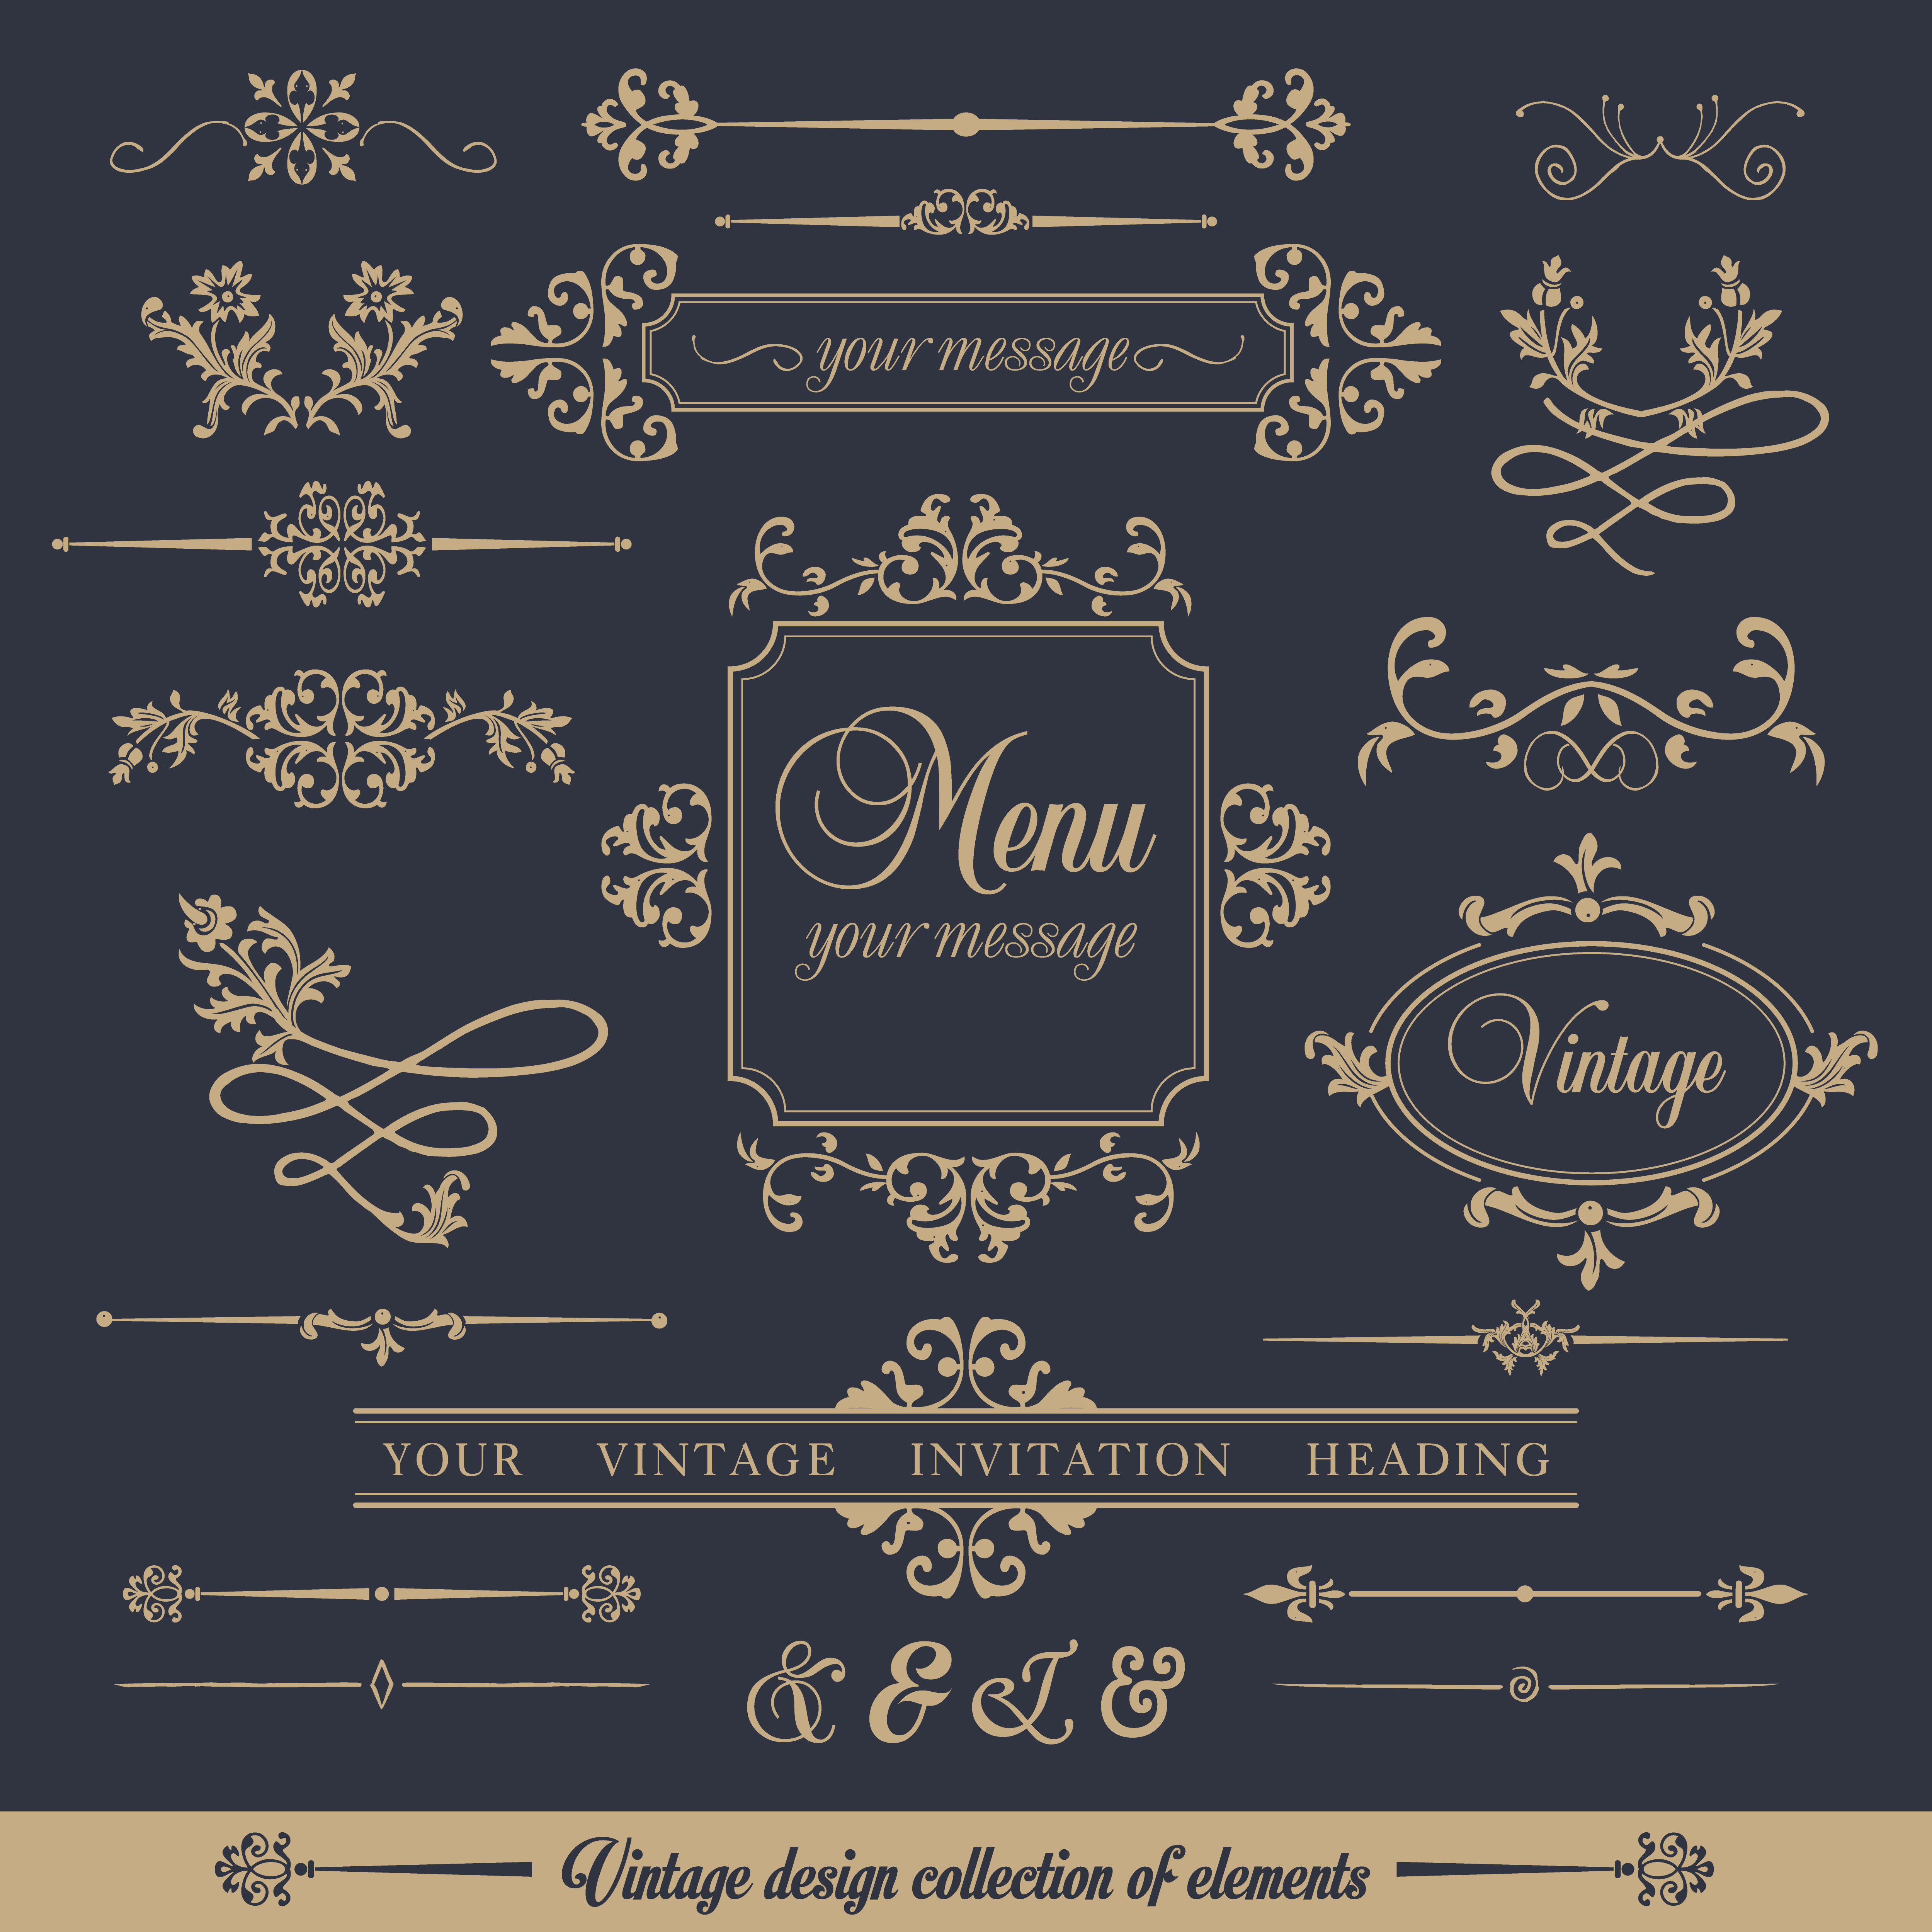 your message
Menu
your message
Vintage
YOUR VINTAGE INVITATION HEADING
& & & &
Vintage design collection of elements